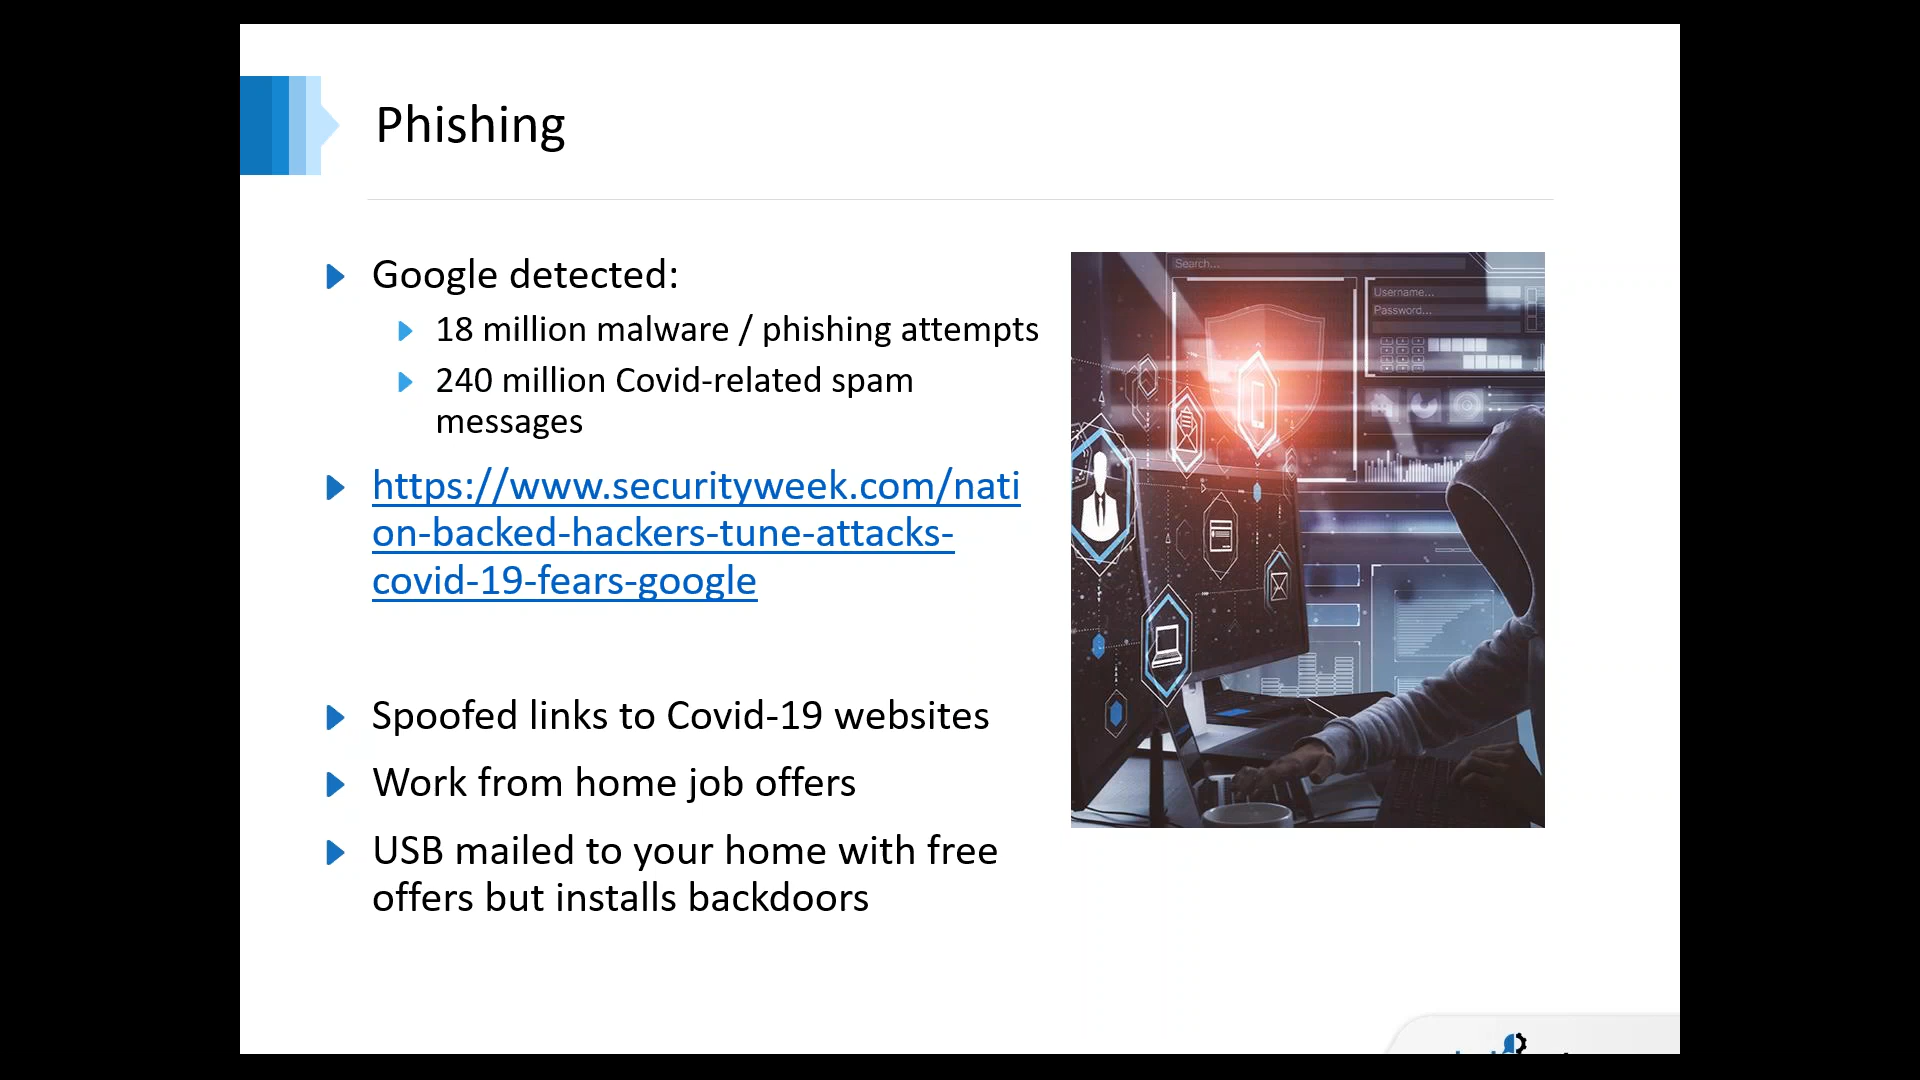 Phishing
Google detected:
18 million malware / phishing attempts
240 million Covid-related spam
messages
https://www.securityweek.com/nati
on-backed-hackers-tune-attacks-
covid-19-fears-google
Spoofed links to Covid-19 websites
Work from home job offers
USB mailed to your home with free
offers but installs backdoors
Search...
Username...
Password...